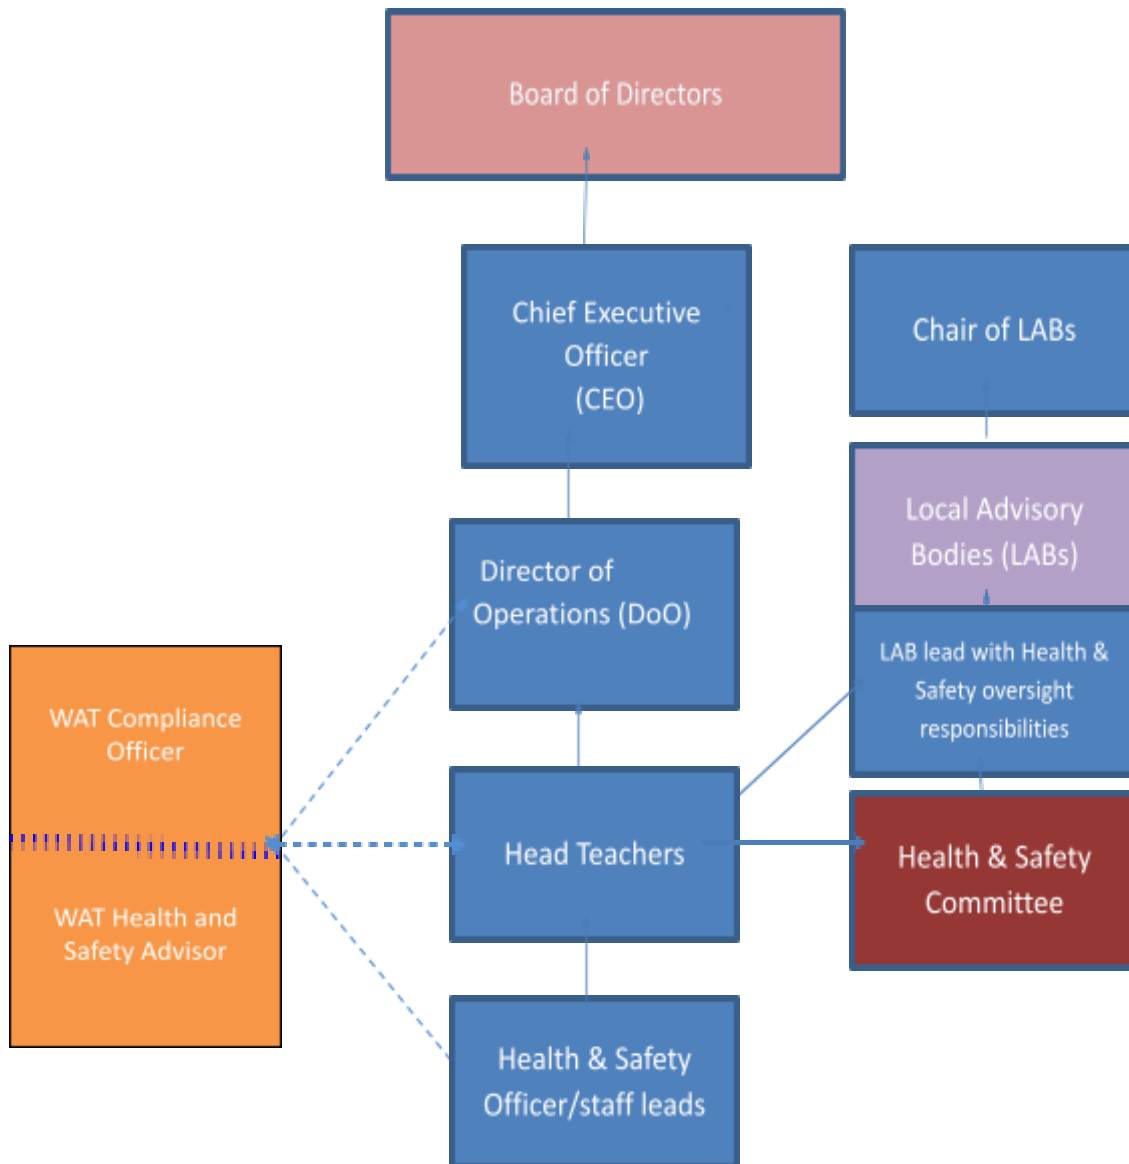 Board of Directors
Chief Executive
Officer
(CEO)
Chair of LABs
Local Advisory
Bodies (LABs)
Director of
Operations (DoO)
LAB lead with Health &
Safety oversight
responsibilities
WAT Compliance
Officer
WAT Health and
Safety Advisor
Head Teachers
Health & Safety
Committee
Health & Safety
Officer/staff leads